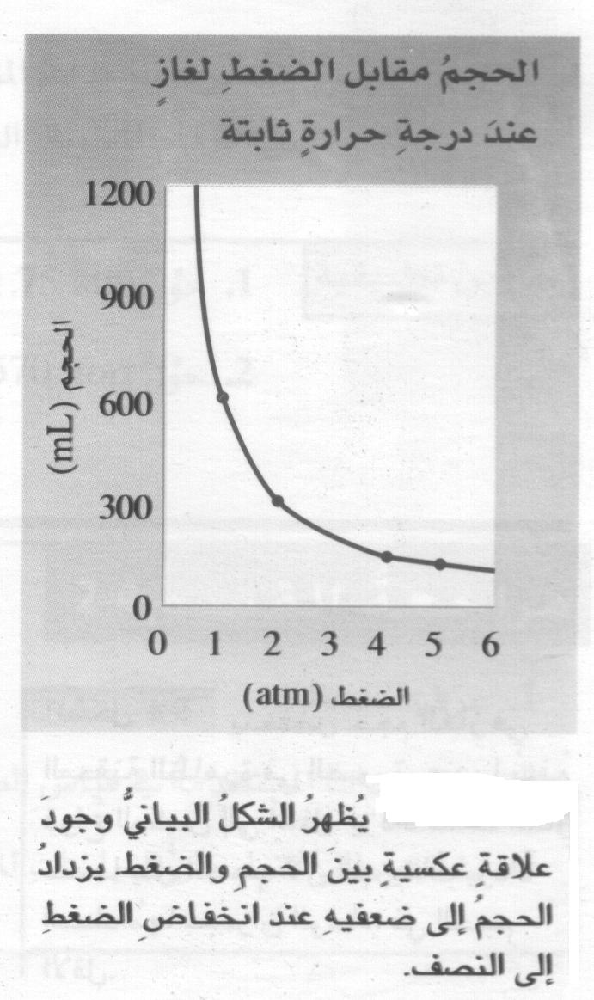 الحجمُ مقابل الضغطِ لغازٍ
عندَ درجةِ حرارةٍ ثابتة
1200
900
600
300
0
الحجم (mL)
0 1 2 3 4 5 6
الضغط (atm)
يُظهرُ الشكلُ البيانيُّ وجودَ
علاقةٍ عكسيةٍ بينَ الحجمِ والضغط. يزدادُ
الحجمُ إلى ضعفيهِ عند انخفاضِ الضغطِ
إلى النصف.